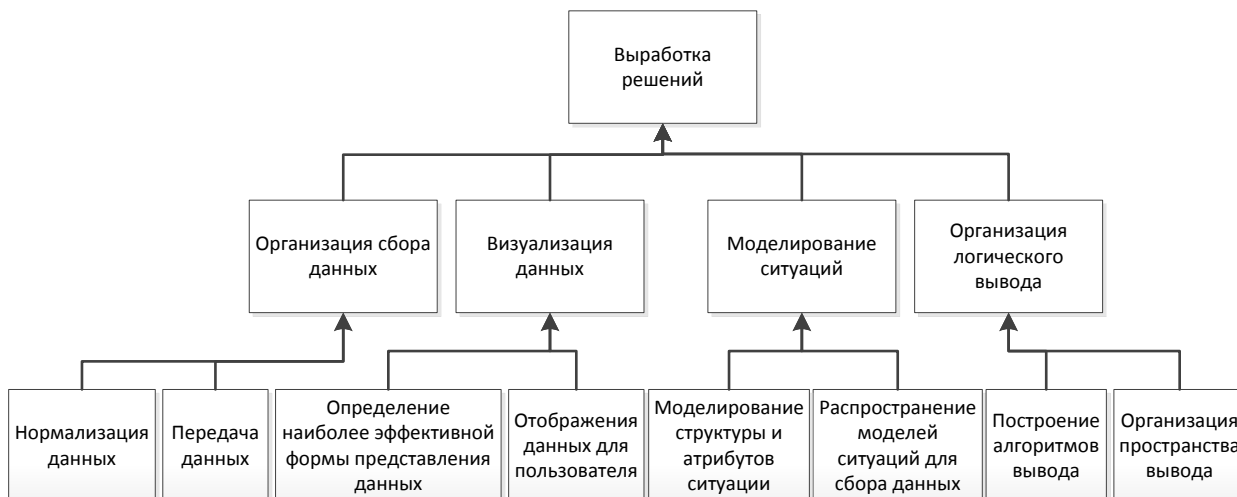 Выработка
решений
Организация сбора
данных
Визуализация
данных
Моделирование
ситуаций
Организация
логического
вывода
Нормализация
данных
Передача
данных
Определение
наиболее эффективной
формы представления
данных
Отображения
данных для
пользователя
Моделирование
структуры и
атрибутов
ситуации
Распространение
моделей
ситуаций для
сбора данных
Построение
алгоритмов
вывода
Организация
пространства
вывода